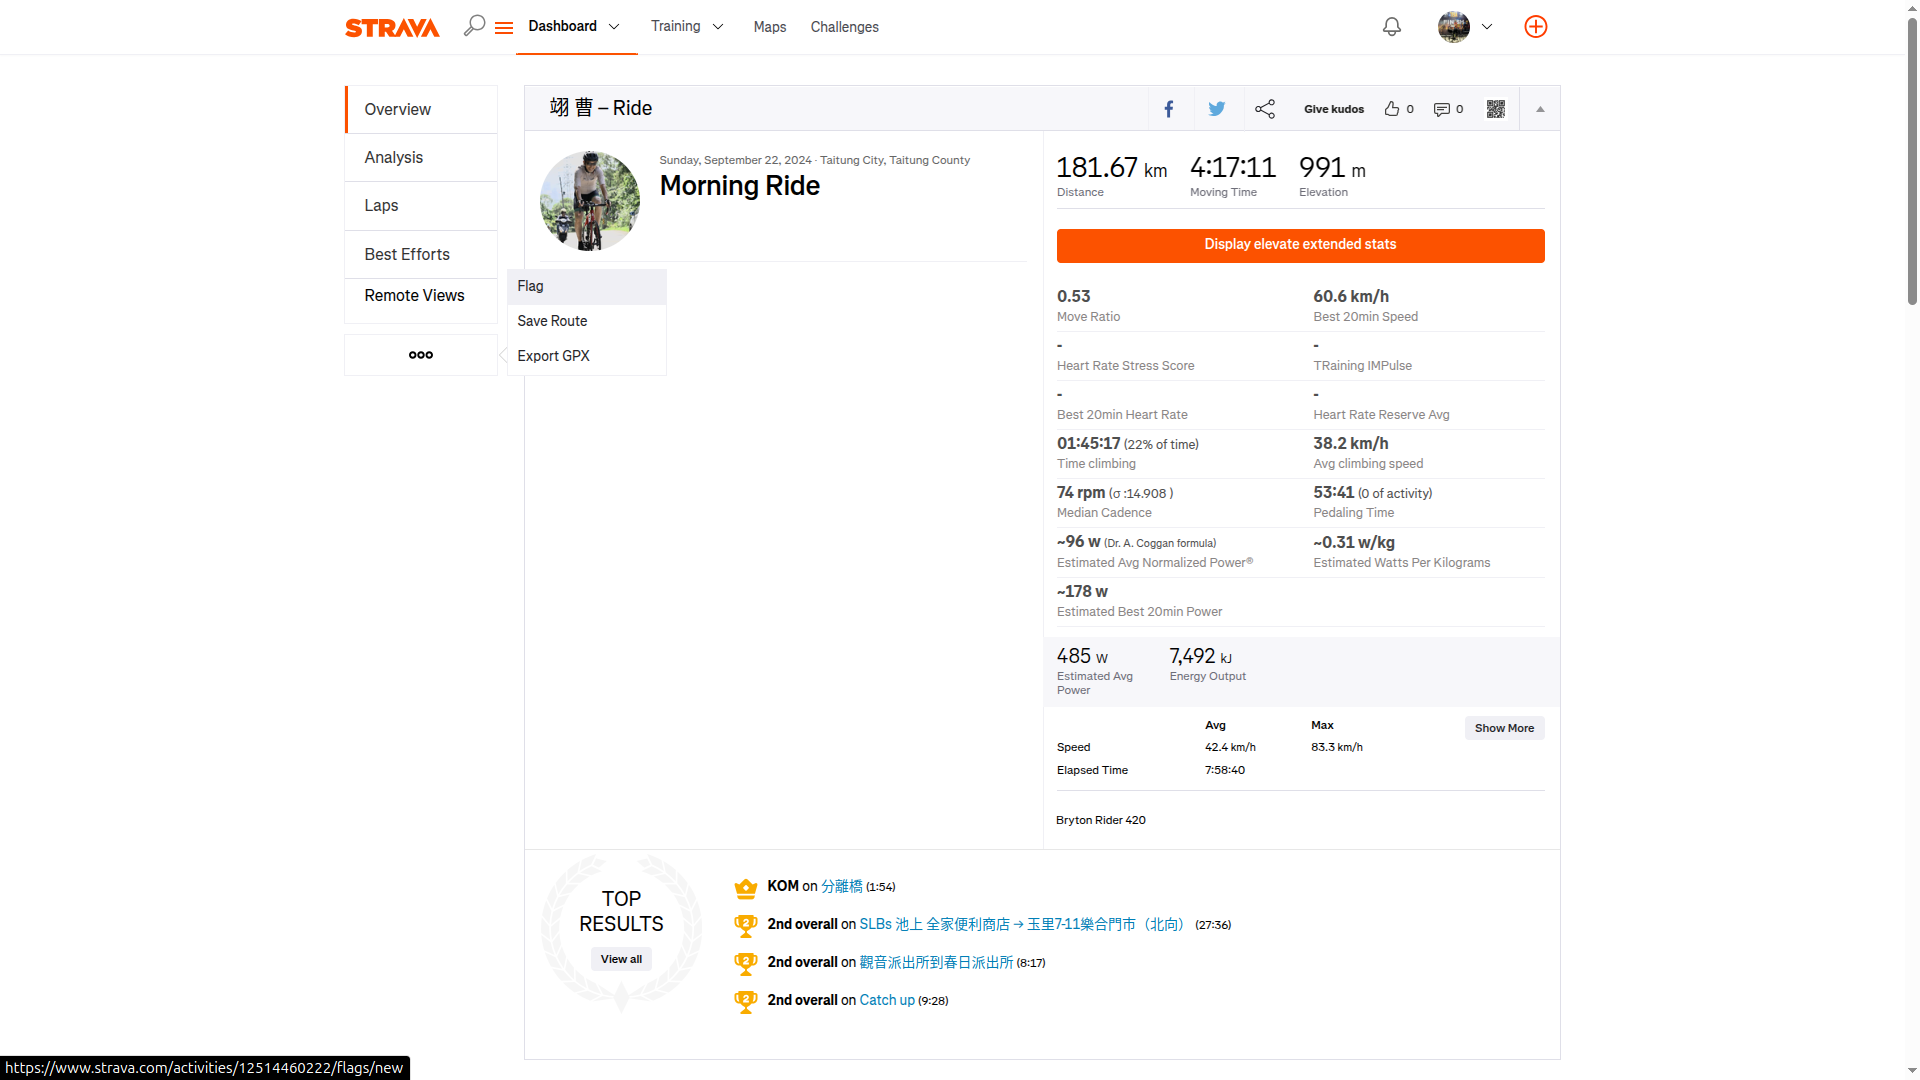 STRAVA
Dashboard
Training
Maps
Challenges
Overview
Analysis
Laps
Best Efforts
Remote Views
Flag
Save Route
Export GPX
翊 曹 – Ride
Give kudos
0
0
Sunday, September 22, 2024 · Taitung City, Taitung County
Morning Ride
181.67 km
Distance
4:17:11
Moving Time
991 m
Elevation
Display elevate extended stats
0.53
Move Ratio
60.6 km/h
Best 20min Speed
-
Heart Rate Stress Score
-
TRaining IMPulse
-
Best 20min Heart Rate
-
Heart Rate Reserve Avg
01:45:17 (22% of time)
Time climbing
38.2 km/h
Avg climbing speed
74 rpm (σ :14.908 )
Median Cadence
53:41 (0 of activity)
Pedaling Time
~96 w (Dr. A. Coggan formula)
Estimated Avg Normalized Power®
~0.31 w/kg
Estimated Watts Per Kilograms
~178 w
Estimated Best 20min Power
485 W
Estimated Avg
Power
7,492 kJ
Energy Output
Avg Max
Show More
Speed 42.4 km/h 83.3 km/h
Elapsed Time 7:58:40
Bryton Rider 420
TOP
RESULTS
View all
KOM on 分離橋 (1:54)
2nd overall on SLBs 池上 全家便利商店 → 玉里7-11樂合門市（北向） (27:36)
2nd overall on 觀音派出所到春日派出所 (8:17)
2nd overall on Catch up (9:28)
https://www.strava.com/activities/12514460222/flags/new